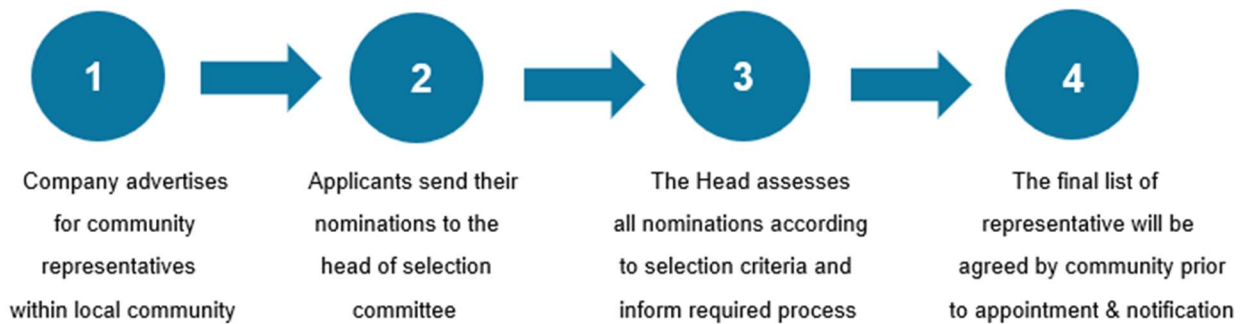 1
2
3
4
Company advertises
for community
representatives
within local community
Applicants send their
nominations to the
head of selection
committee
The Head assesses
all nominations according
to selection criteria and
inform required process
The final list of
representative will be
agreed by community prior
to appointment & notification